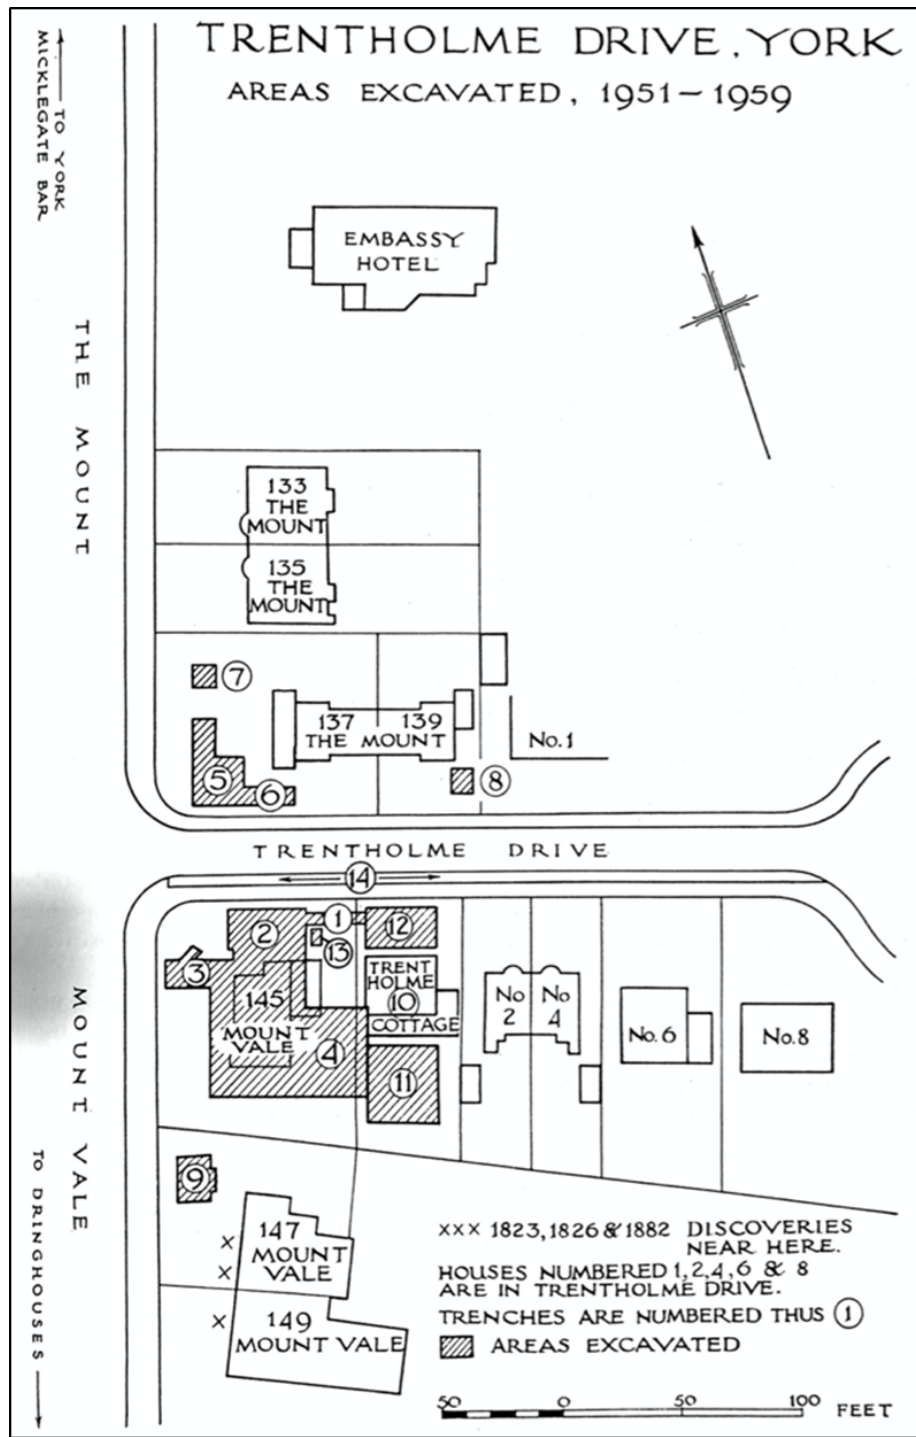 TRENTHOLME DRIVE, YORK
AREAS EXCAVATED, 1951–1959
TO YORK
MICKLEGATE BAR
EMBASSY
HOTEL
THE MOUNT
133
THE
MOUNT
135
THE
MOUNT
7
137 139
THE MOUNT
No.1
5
6
8
TRENTHOLME DRIVE
14
1
2
12
13
3
TRENT
HOLME
10
COTTAGE
145
MOUNT
VALE
4
11
No
2
No
4
No.6
No.8
MOUNT VALE
9
147
MOUNT
VALE
149
MOUNT VALE
TO DRINGHOUSES
x
x
x
xxx 1823, 1826 & 1882 DISCOVERIES
NEAR HERE.
HOUSES NUMBERED 1, 2, 4, 6 & 8
ARE IN TRENTHOLME DRIVE.
TRENCHES ARE NUMBERED THUS 1
AREAS EXCAVATED
50 0 50 100 FEET